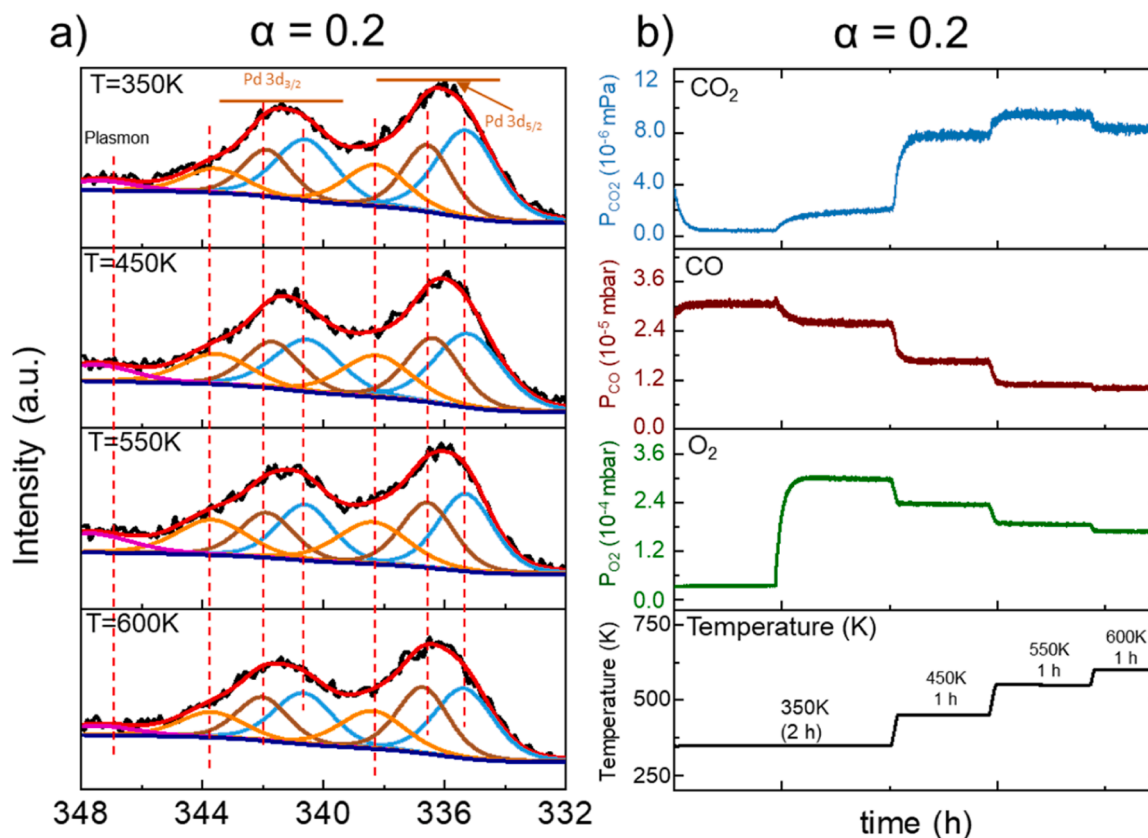 a)
α = 0.2
T=350K
Pd 3d3/2
Pd 3d5/2
Plasmon
T=450K
T=550K
T=600K
Intensity (a.u.)
348
344
340
336
332
b)
α = 0.2
CO2
PCO2 (10-6 mPa)
12
8.0
4.0
0.0
CO
PCO (10-5 mbar)
3.6
2.4
1.2
0.0
O2
PO2 (10-4 mbar)
3.6
2.4
1.2
0.0
Temperature (K)
Temperature (K)
750
500
250
350K
(2 h)
450K
1 h
550K
1 h
600K
1 h
time (h)